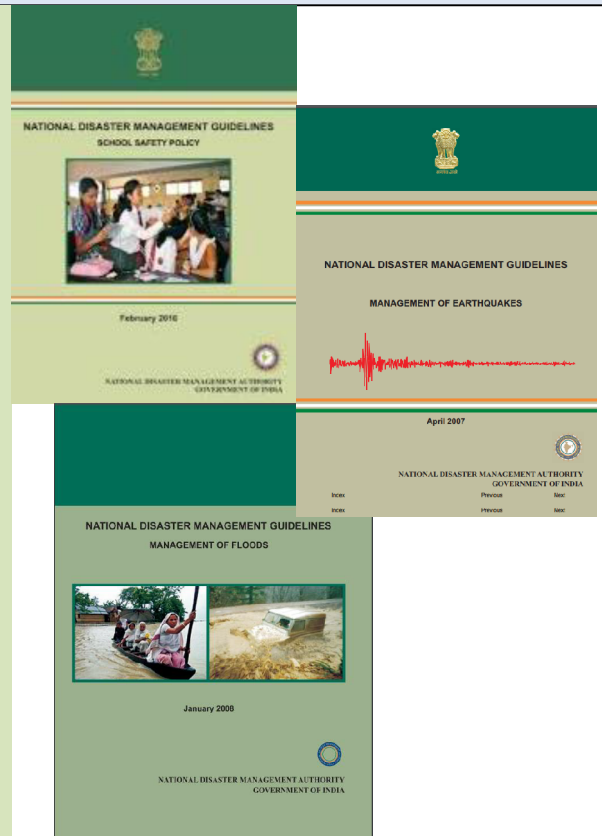 NATIONAL DISASTER MANAGEMENT GUIDELINES
SCHOOL SAFETY POLICY
February 2016
NATIONAL DISASTER MANAGEMENT AUTHORITY
GOVERNMENT OF INDIA
NATIONAL DISASTER MANAGEMENT GUIDELINES
MANAGEMENT OF EARTHQUAKES
April 2007
NATIONAL DISASTER MANAGEMENT AUTHORITY
GOVERNMENT OF INDIA
Index Previous Next
Index Previous Next
NATIONAL DISASTER MANAGEMENT GUIDELINES
MANAGEMENT OF FLOODS
January 2008
NATIONAL DISASTER MANAGEMENT AUTHORITY
GOVERNMENT OF INDIA